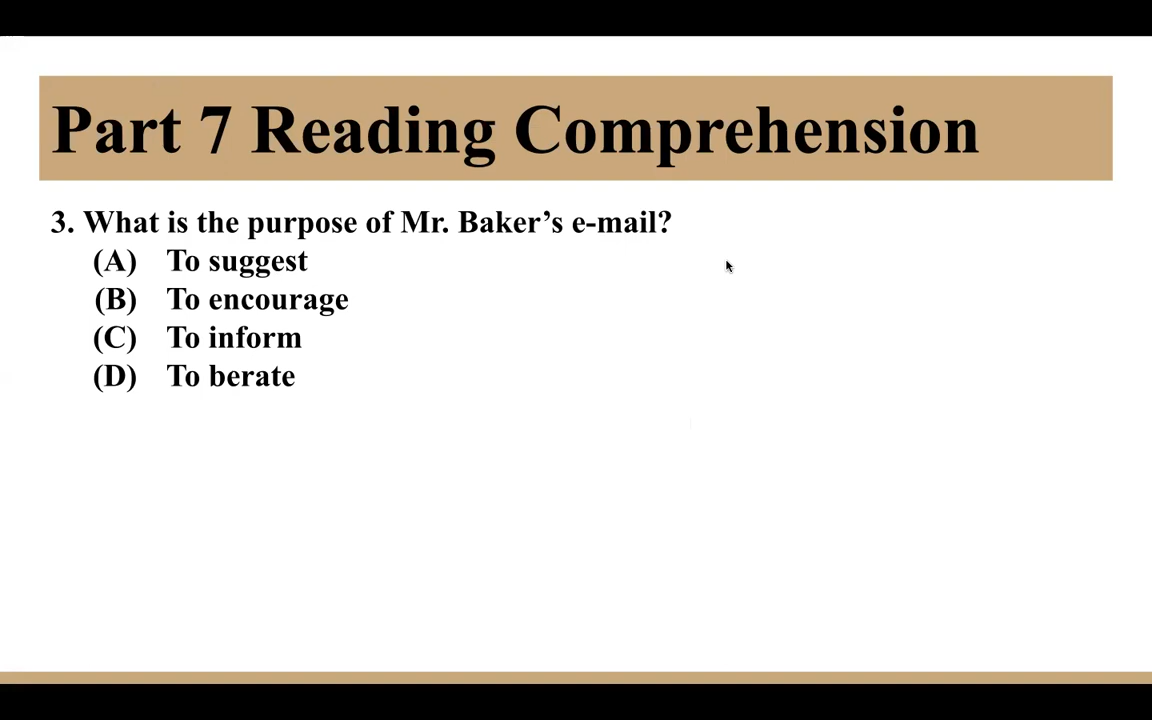 Part 7 Reading Comprehension
3. What is the purpose of Mr. Baker’s e-mail?
(A) To suggest
(B) To encourage
(C) To inform
(D) To berate